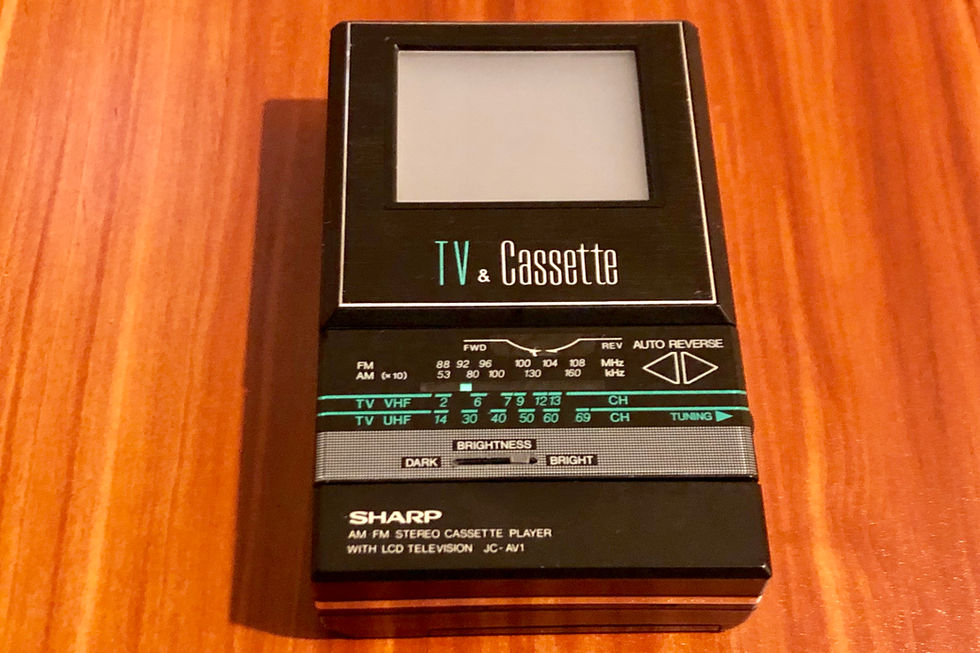 TV & Cassette
FWD REV AUTO REVERSE
FM 88 92 96 100 104 108 MHz
AM (×10) 53 80 100 130 160 kHz
TV VHF 2 6 7 9 12 13 CH
TV UHF 14 30 40 50 60 69 CH TUNING
BRIGHTNESS
DARK BRIGHT
SHARP
AM FM STEREO CASSETTE PLAYER
WITH LCD TELEVISION JC-AV1